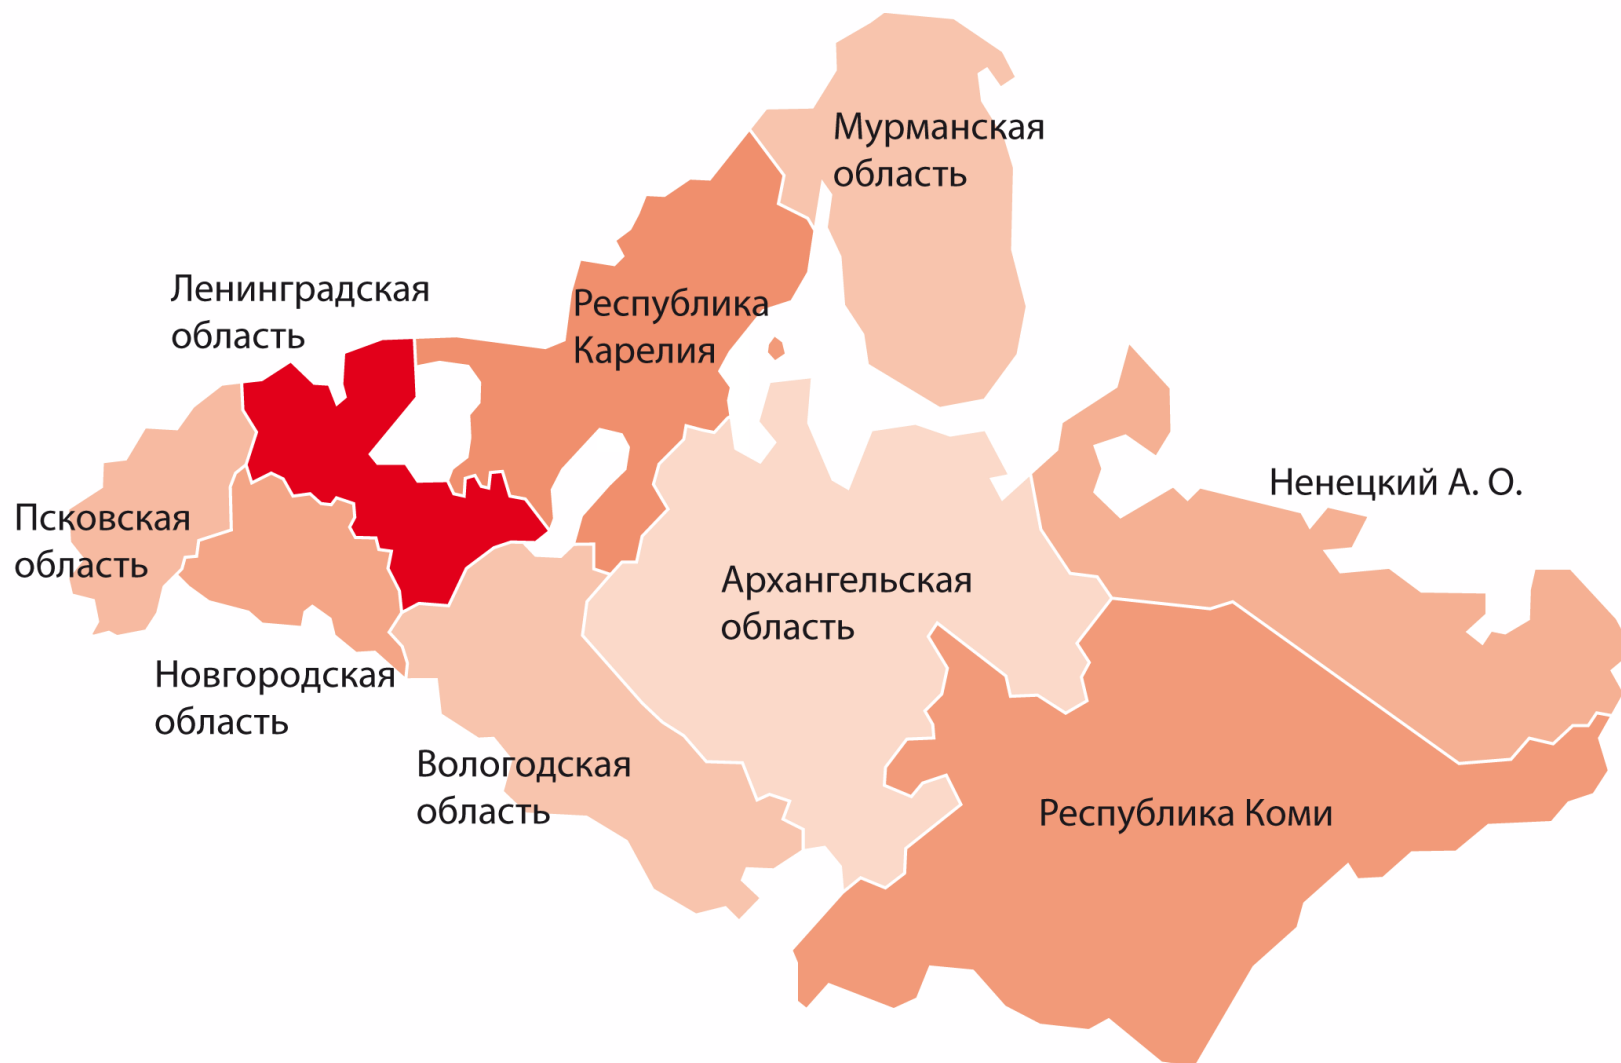 Мурманская
область
Ленинградская
область
Республика
Карелия
Ненецкий А. О.
Псковская
область
Архангельская
область
Новгородская
область
Вологодская
область
Республика Коми